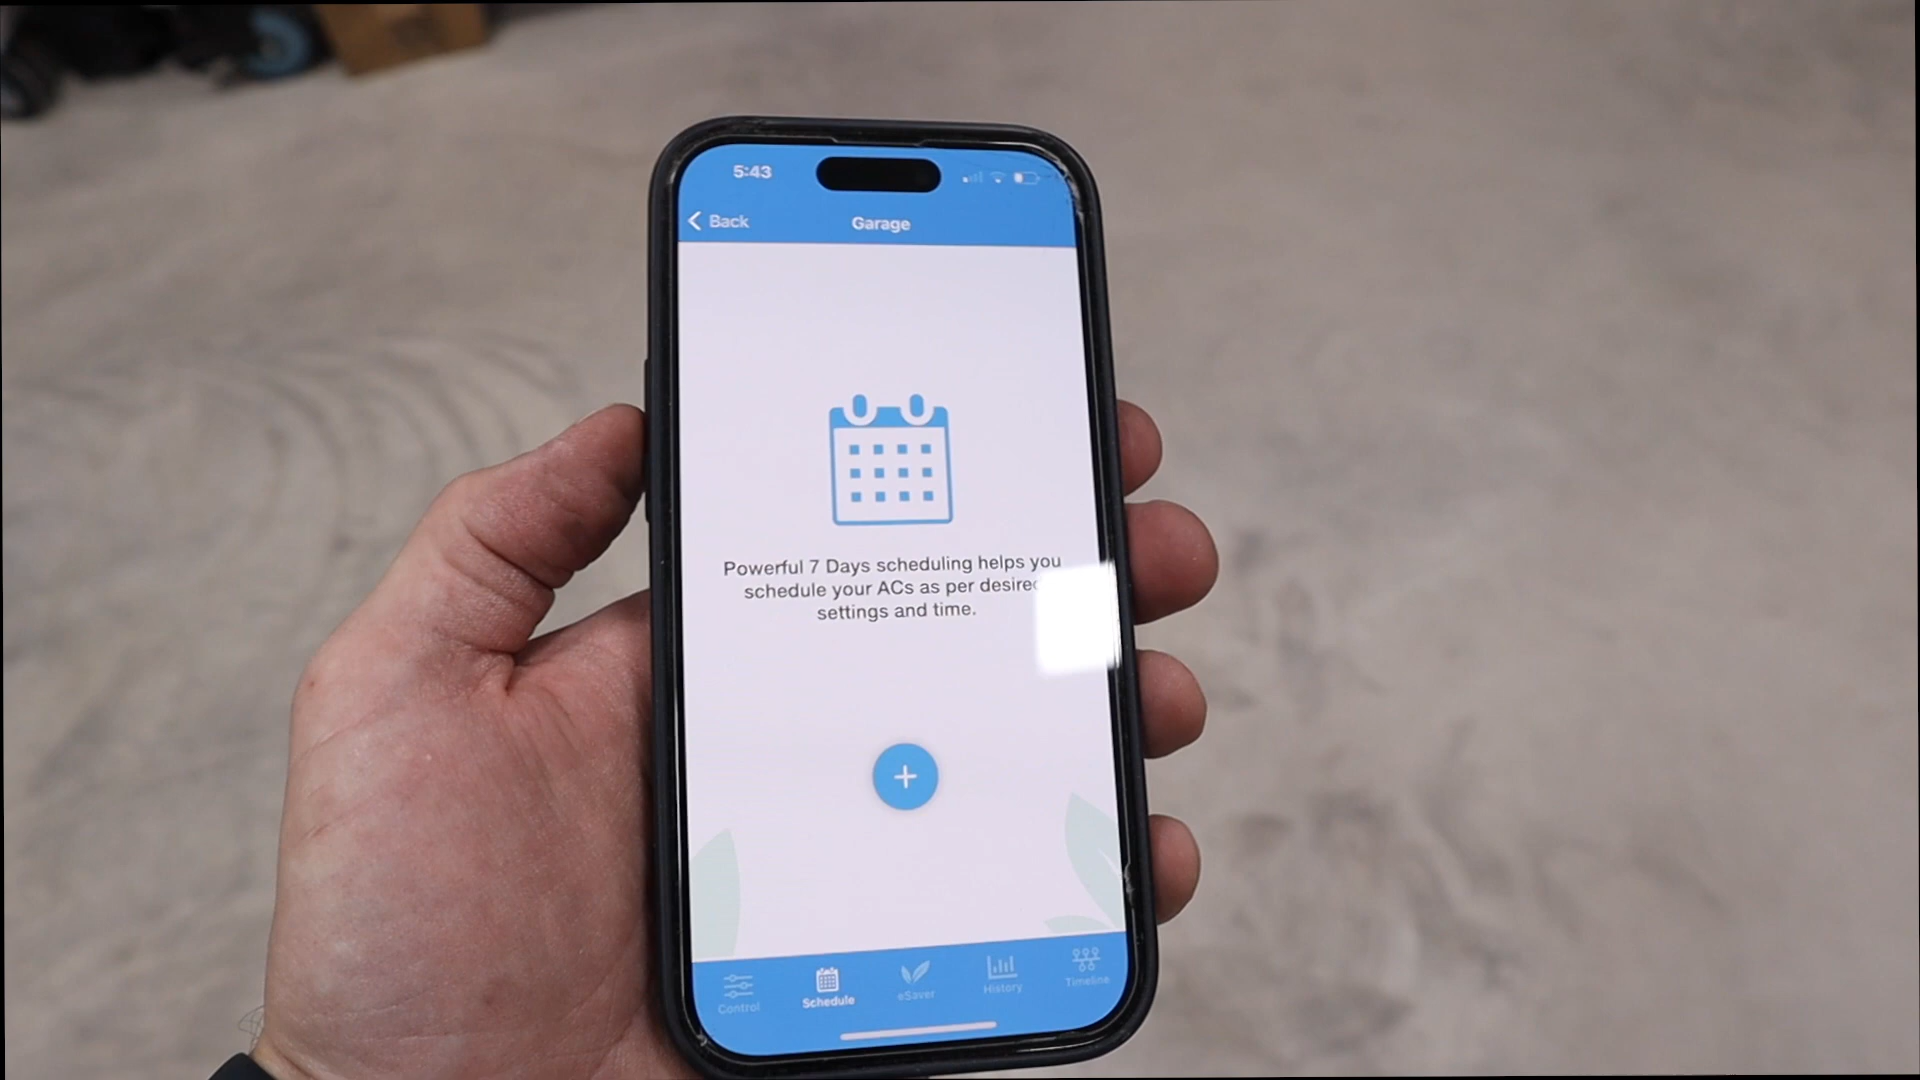 5:43
Back
Garage
Powerful 7 Days scheduling helps you
schedule your ACs as per desired
settings and time.
Control
Schedule
eSaver
History
Timeline